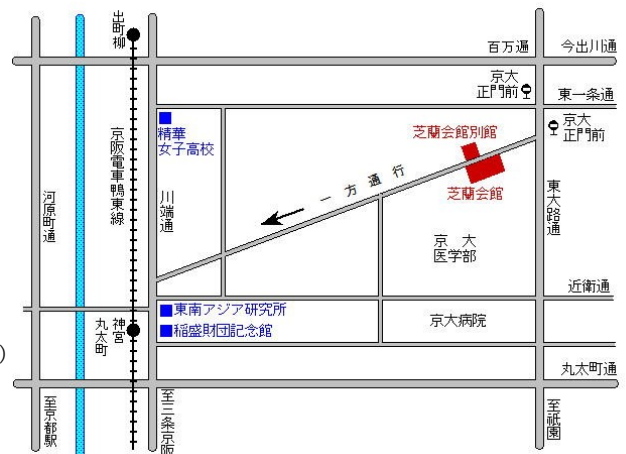 出町柳
百万遍
今出川通
京大
正門前
東一条通
京大
正門前
■
精華
女子高校
芝蘭会館別館
芝蘭会館
京阪電車鴨東線
川端通
河原町通
東大路通
一方通行
京大
医学部
近衛通
■東南アジア研究所
■稲盛財団記念館
京大病院
神宮
丸太町
)
丸太町通
至京都駅
至三条京阪
至祇園